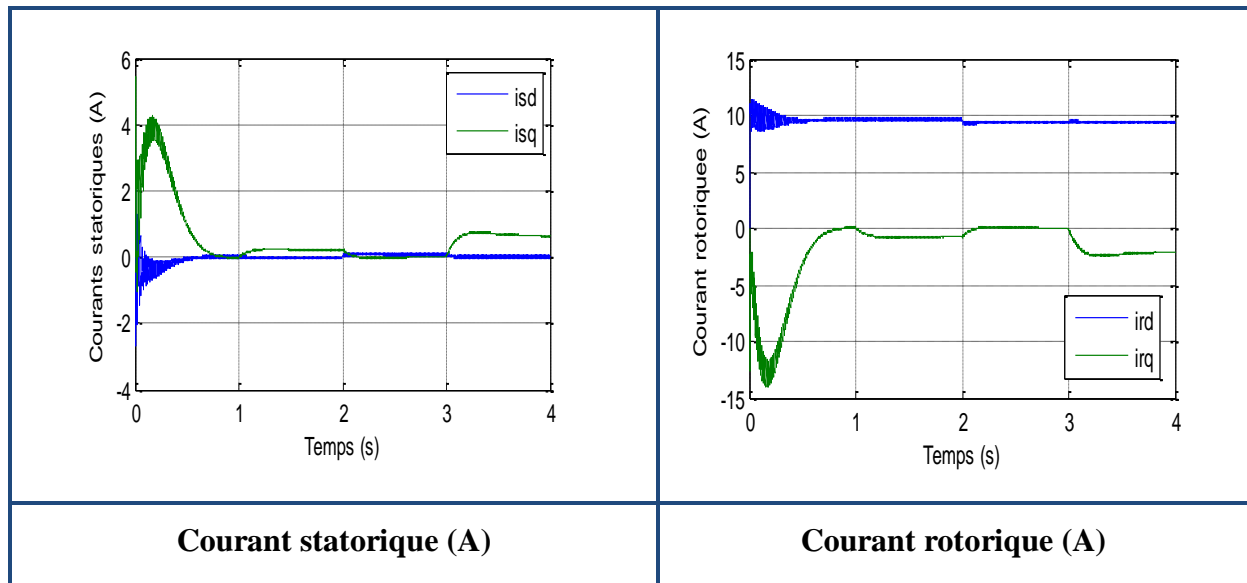 6
4
2
0
-2
-4
0
1
2
3
4
Courants statoriques (A)
Temps (s)
isd
isq
15
10
5
0
-5
-10
-15
0
1
2
3
4
Courant rotoriquee (A)
Temps (s)
ird
irq
Courant statorique (A)
Courant rotorique (A)